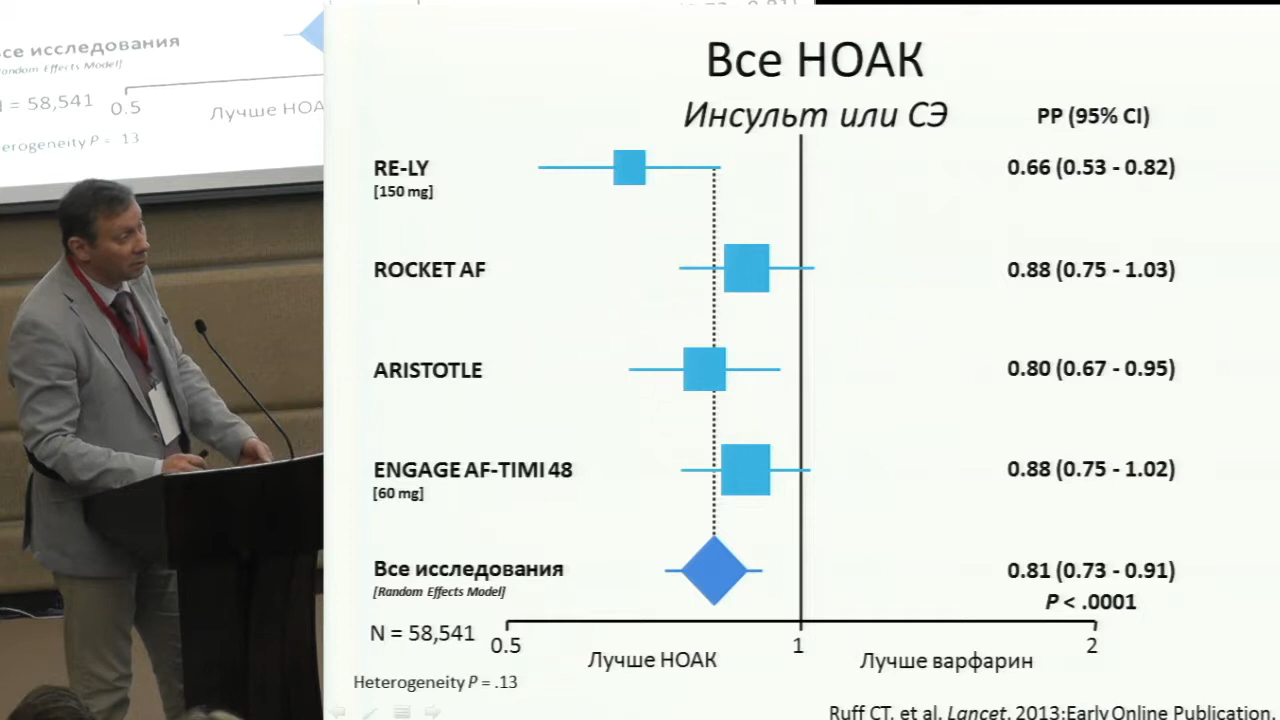 0.81)
се исследования
andom Effects Model]
= 58,541
0.5
Лучше НОА
erogeneity P = 13
Все НОАК
Инсульт или СЭ
РР (95% CI)
RE-LY
0.66 (0.53 - 0.82)
[150 mg]
ROCKET AF
0.88 (0.75 - 1.03)
ARISTOTLE
0.80 (0.67 - 0.95)
ENGAGE AF-TIMI 48
0.88 (0.75 - 1.02)
[60 mg]
Все исследования
0.81 (0.73 - 0.91)
[Random Effects Model]
P < .0001
N = 58,541
0.5
1
2
Лучше НОАК
Лучше варфарин
Heterogeneity P = .13
Ruff CT, et al. Lancet. 2013:Early Online Publication.